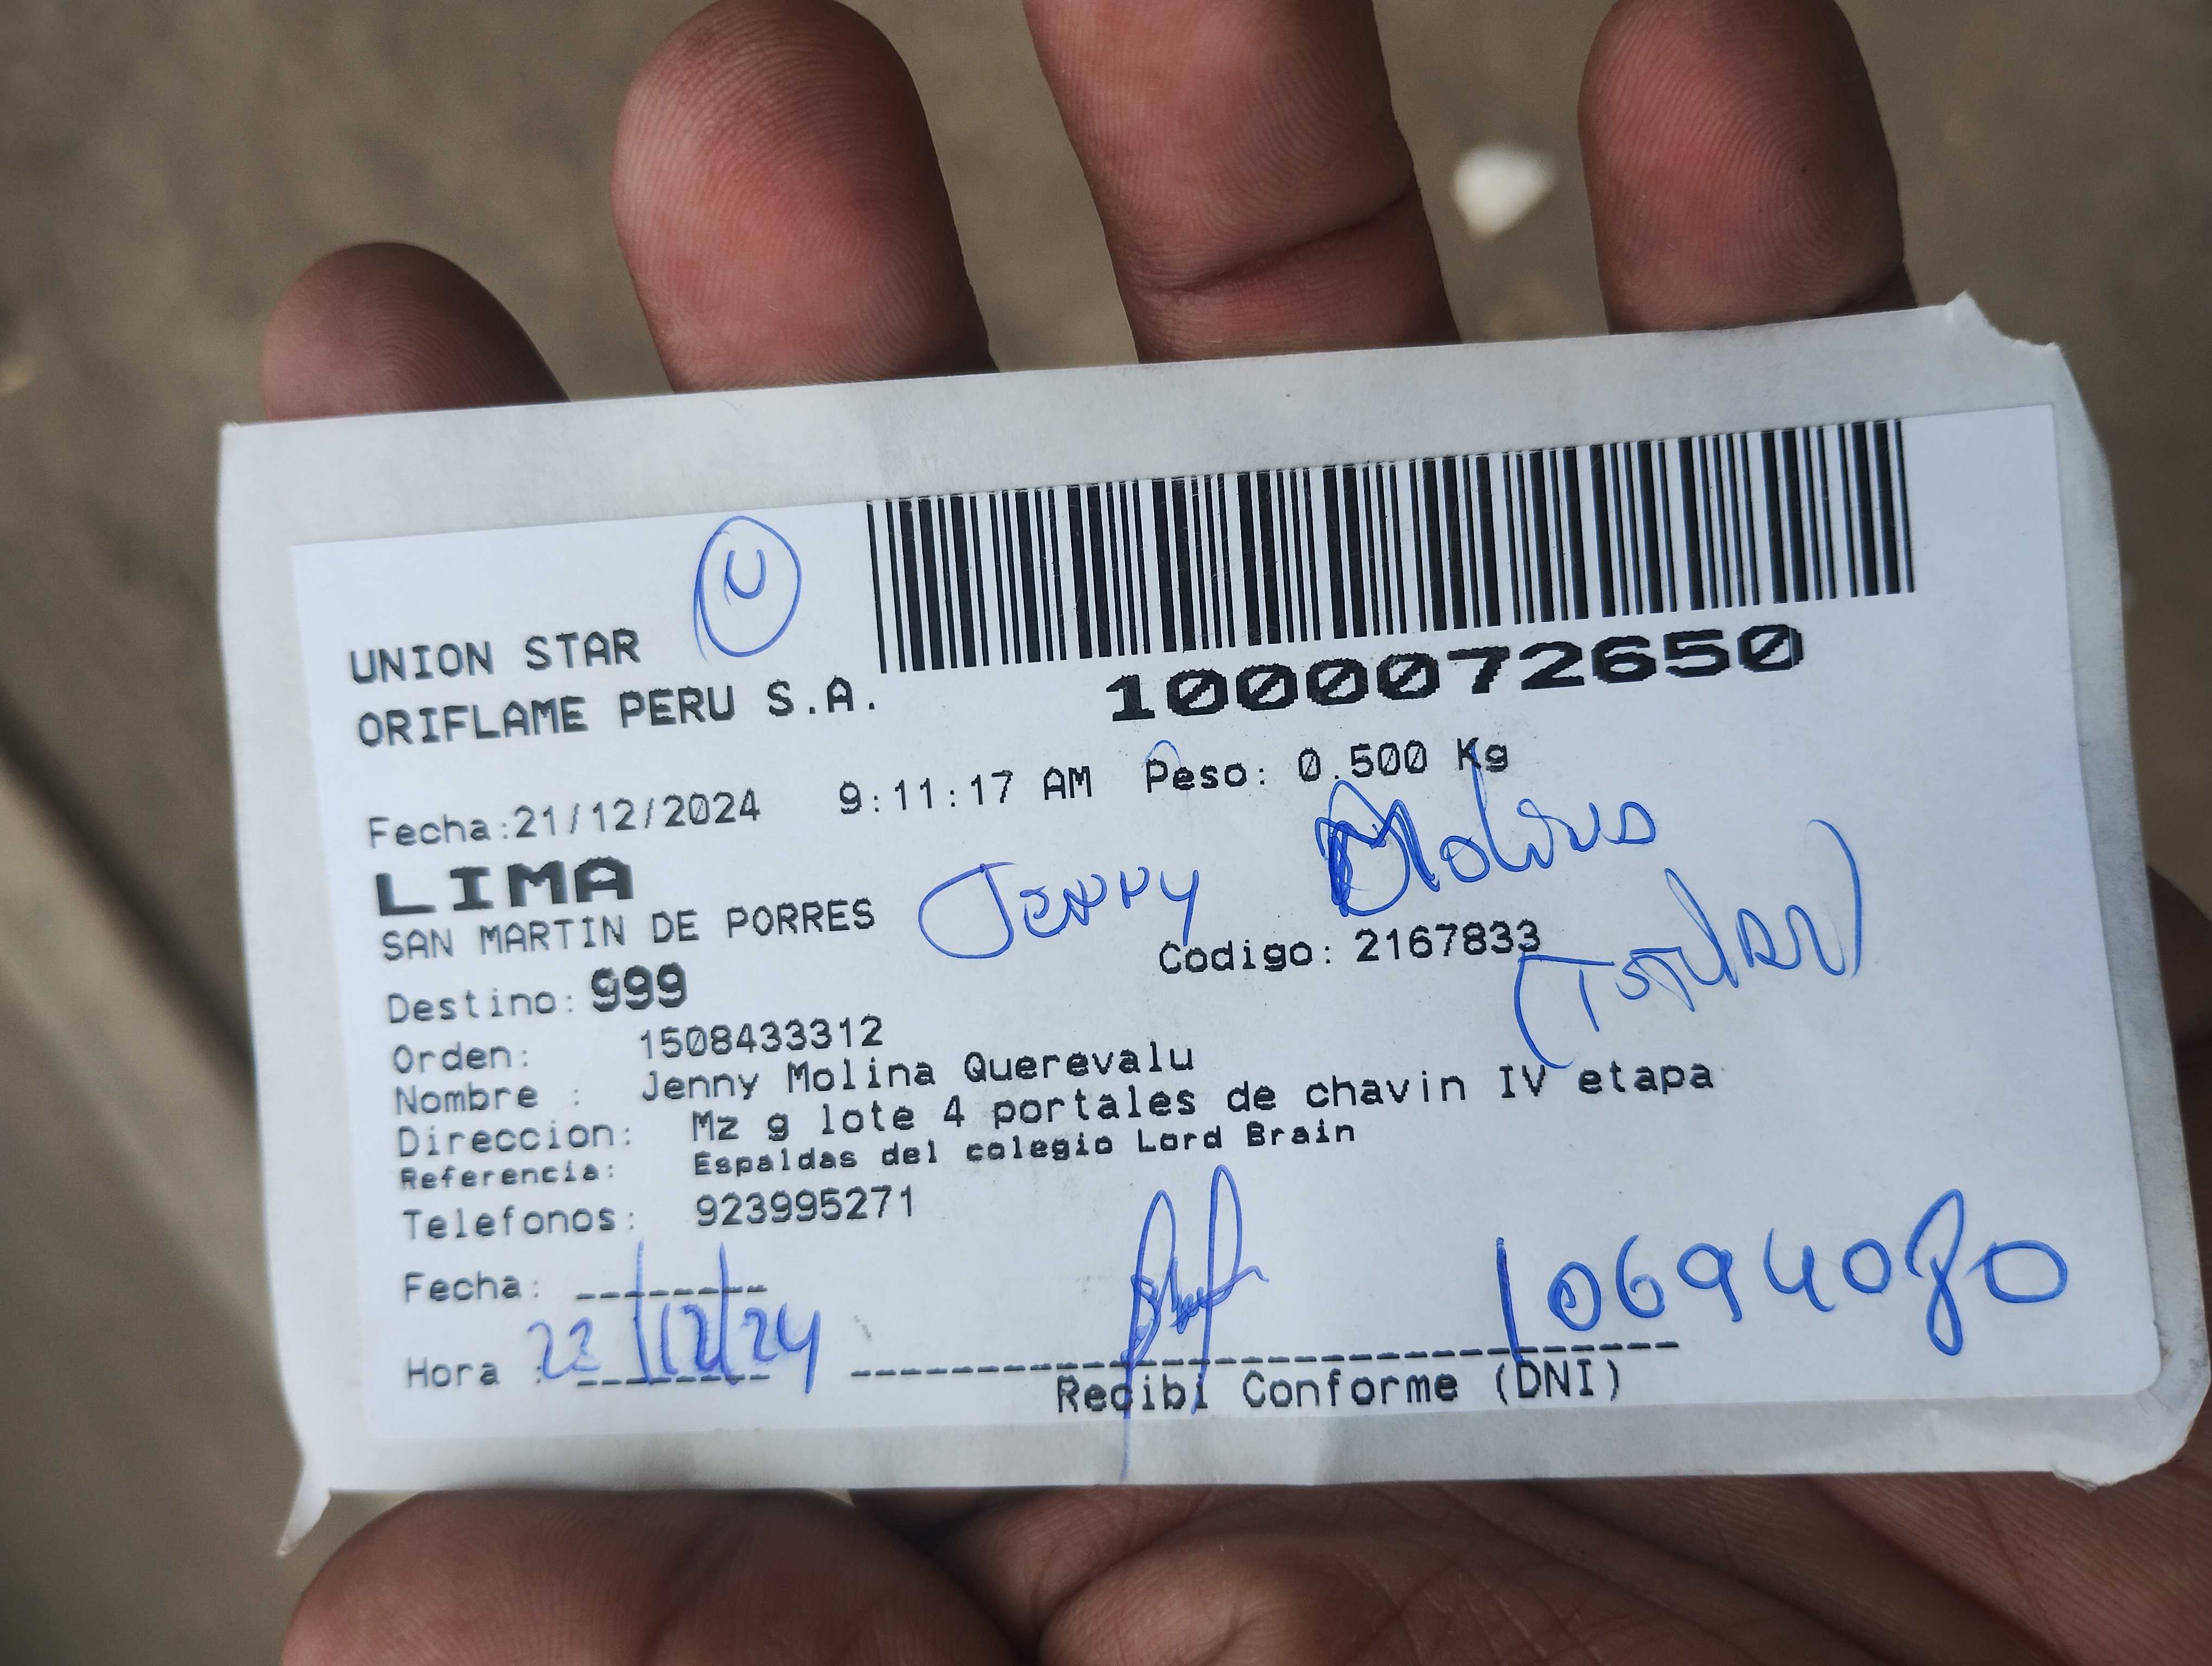 UNION STAR U
ORIFLAME PERU S.A.
1000072650
Fecha:21/12/2024 9:11:17 AM Peso: 0.500 Kg
LIMA
SAN MARTIN DE PORRES
Jenny Molina
Destino: 999 Codigo: 2167833
(Titular)
Orden: 1508433312
Nombre : Jenny Molina Querevalu
Direccion: Mz g lote 4 portales de chavin IV etapa
Referencia: Espaldas del colegio Lord Brain
Telefonos: 923995271
Fecha:
23/12/24
10694080
Hora :
Recibi Conforme (DNI)